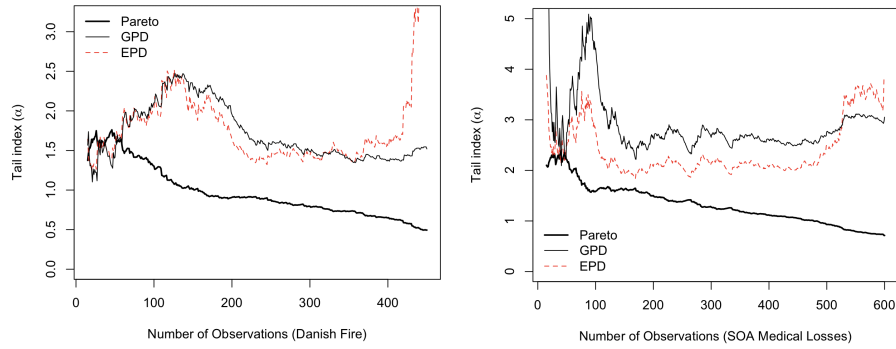 Pareto
GPD
EPD
3.0
2.5
2.0
1.5
1.0
0.5
0.0
Tail Index (α)
0 100 200 300 400
Number of Observations (Danish Fire)
5
4
3
2
1
0
Tail index (α)
Pareto
GPD
EPD
0 100 200 300 400 500 600
Number of Observations (SOA Medical Losses)